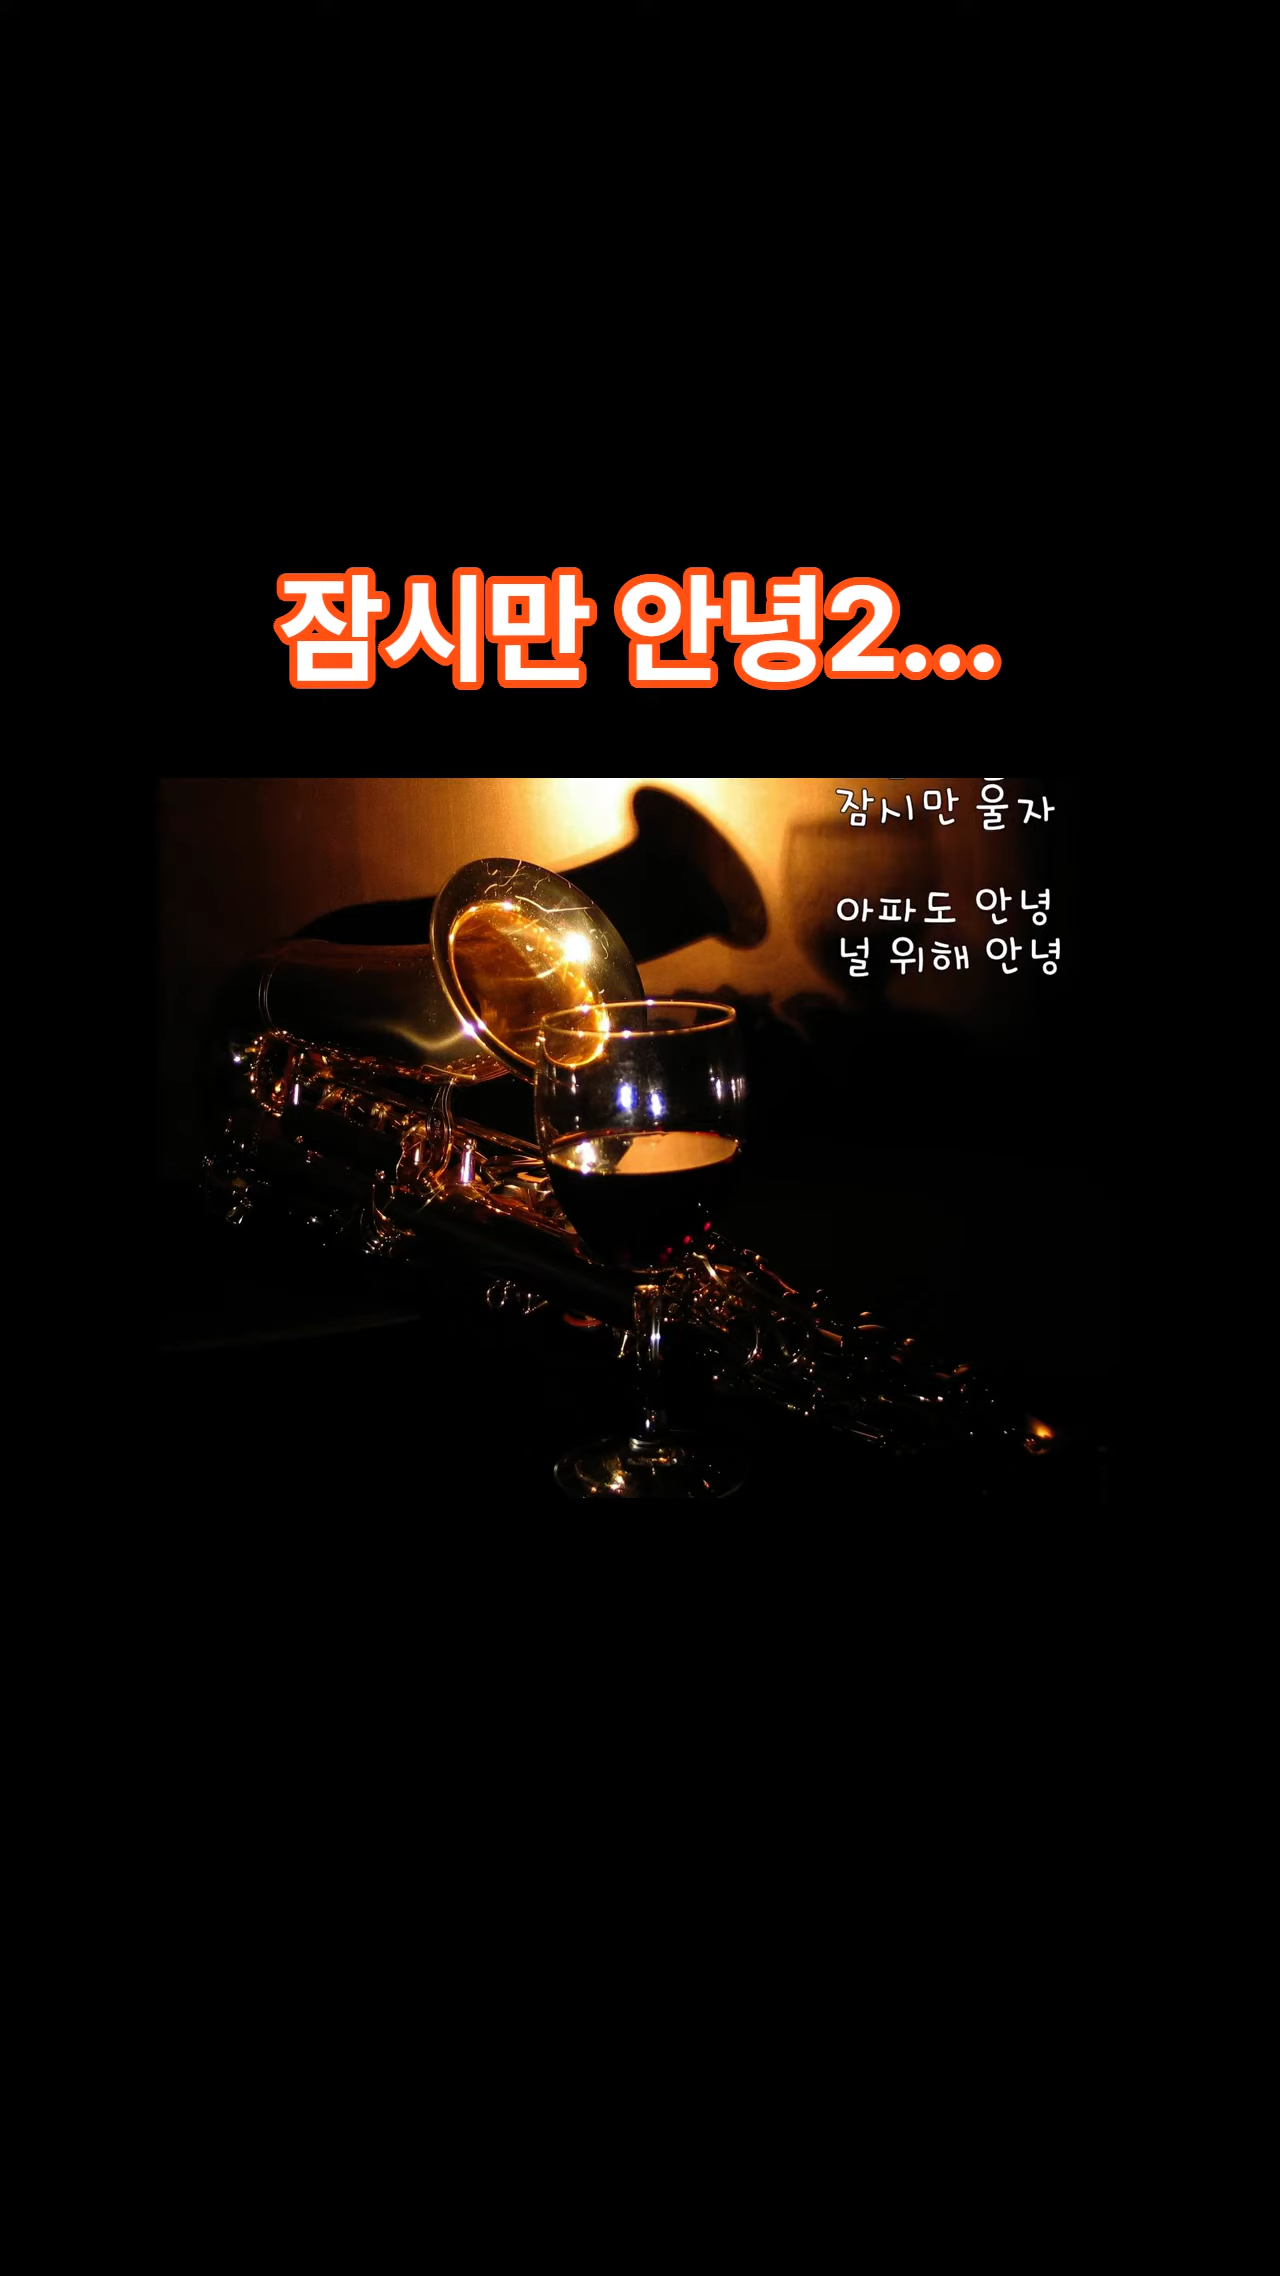 잠시만 안녕2...
잠시만 울자
아파도 안녕
널 위해 안녕